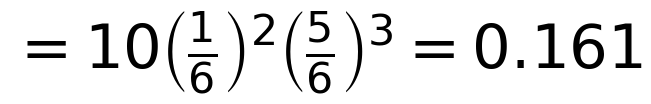 = 10(1/6)²(5/6)³ = 0.161